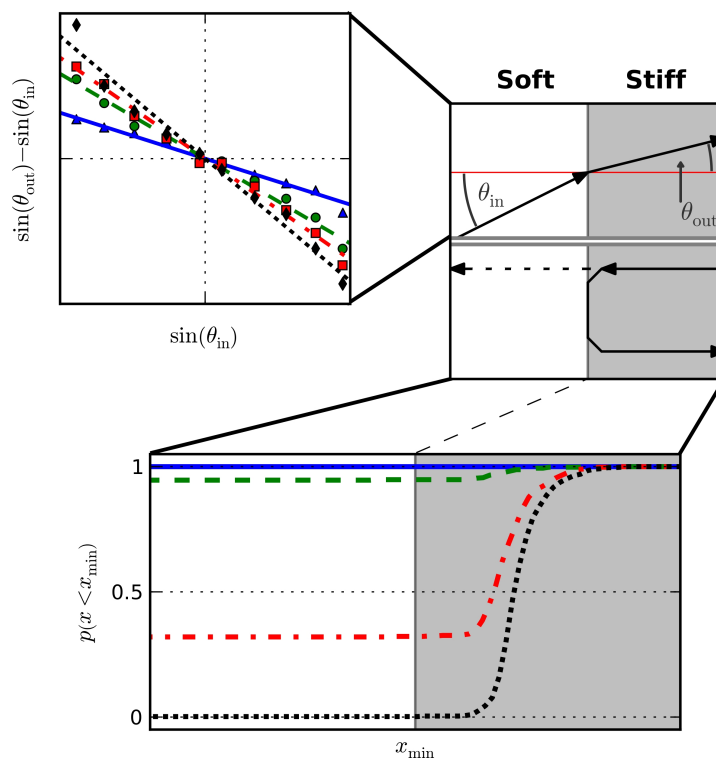 Soft Stiff
sin(θout)−sin(θin)
θin
θout
sin(θin)
1
0.5
0
p(x < xmin)
xmin